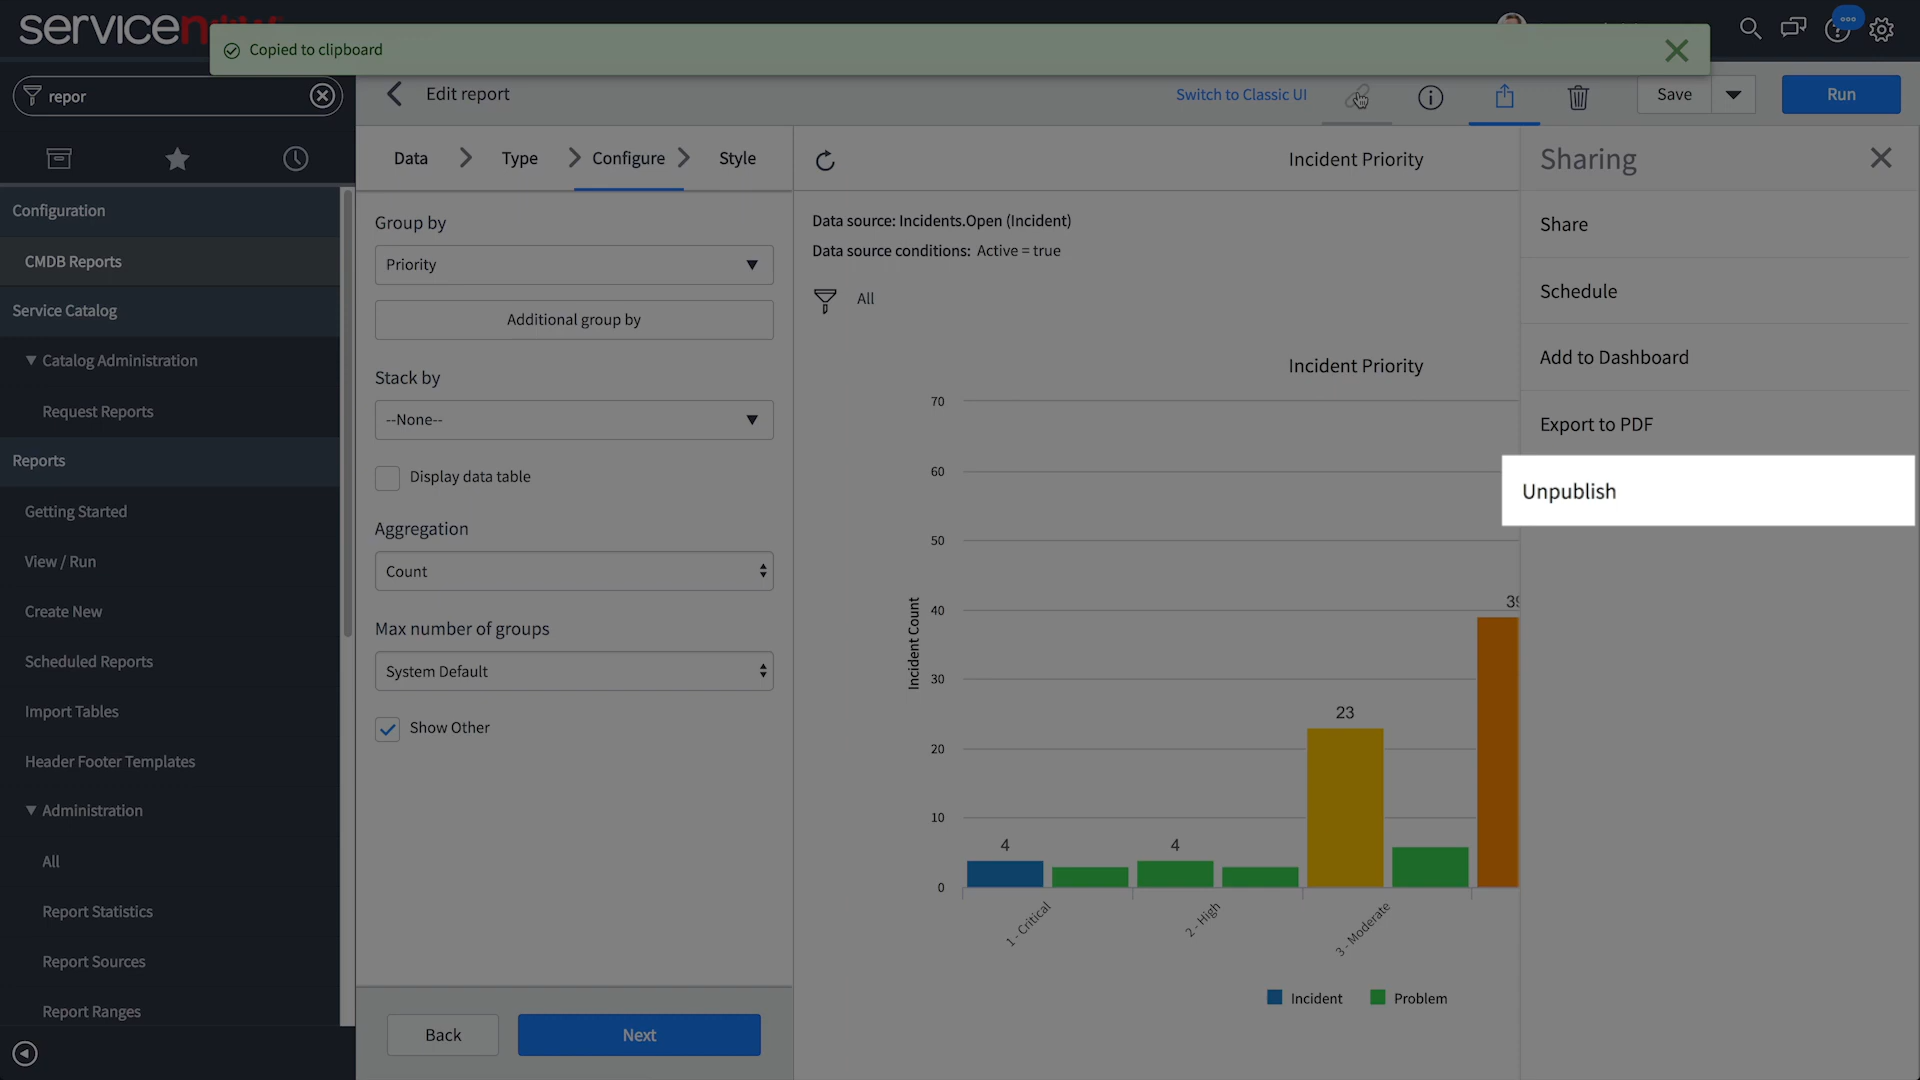 servicen
Copied to clipboard
repor
Edit report
Switch to Classic UI
Save
Run
Data
Type
Configure
Style
Incident Priority
Sharing
Configuration
CMDB Reports
Service Catalog
Catalog Administration
Request Reports
Reports
Getting Started
View / Run
Create New
Scheduled Reports
Import Tables
Header Footer Templates
Administration
All
Report Statistics
Report Sources
Report Ranges
Group by
Priority
Additional group by
Stack by
--None--
Display data table
Aggregation
Count
Max number of groups
System Default
Show Other
Back
Next
Data source: Incidents.Open (Incident)
Data source conditions: Active = true
All
Incident Priority
70
60
50
40
30
20
10
0
Incident Count
4
4
23
39
1 - Critical
2 - High
3 - Moderate
Incident
Problem
Share
Schedule
Add to Dashboard
Export to PDF
Unpublish